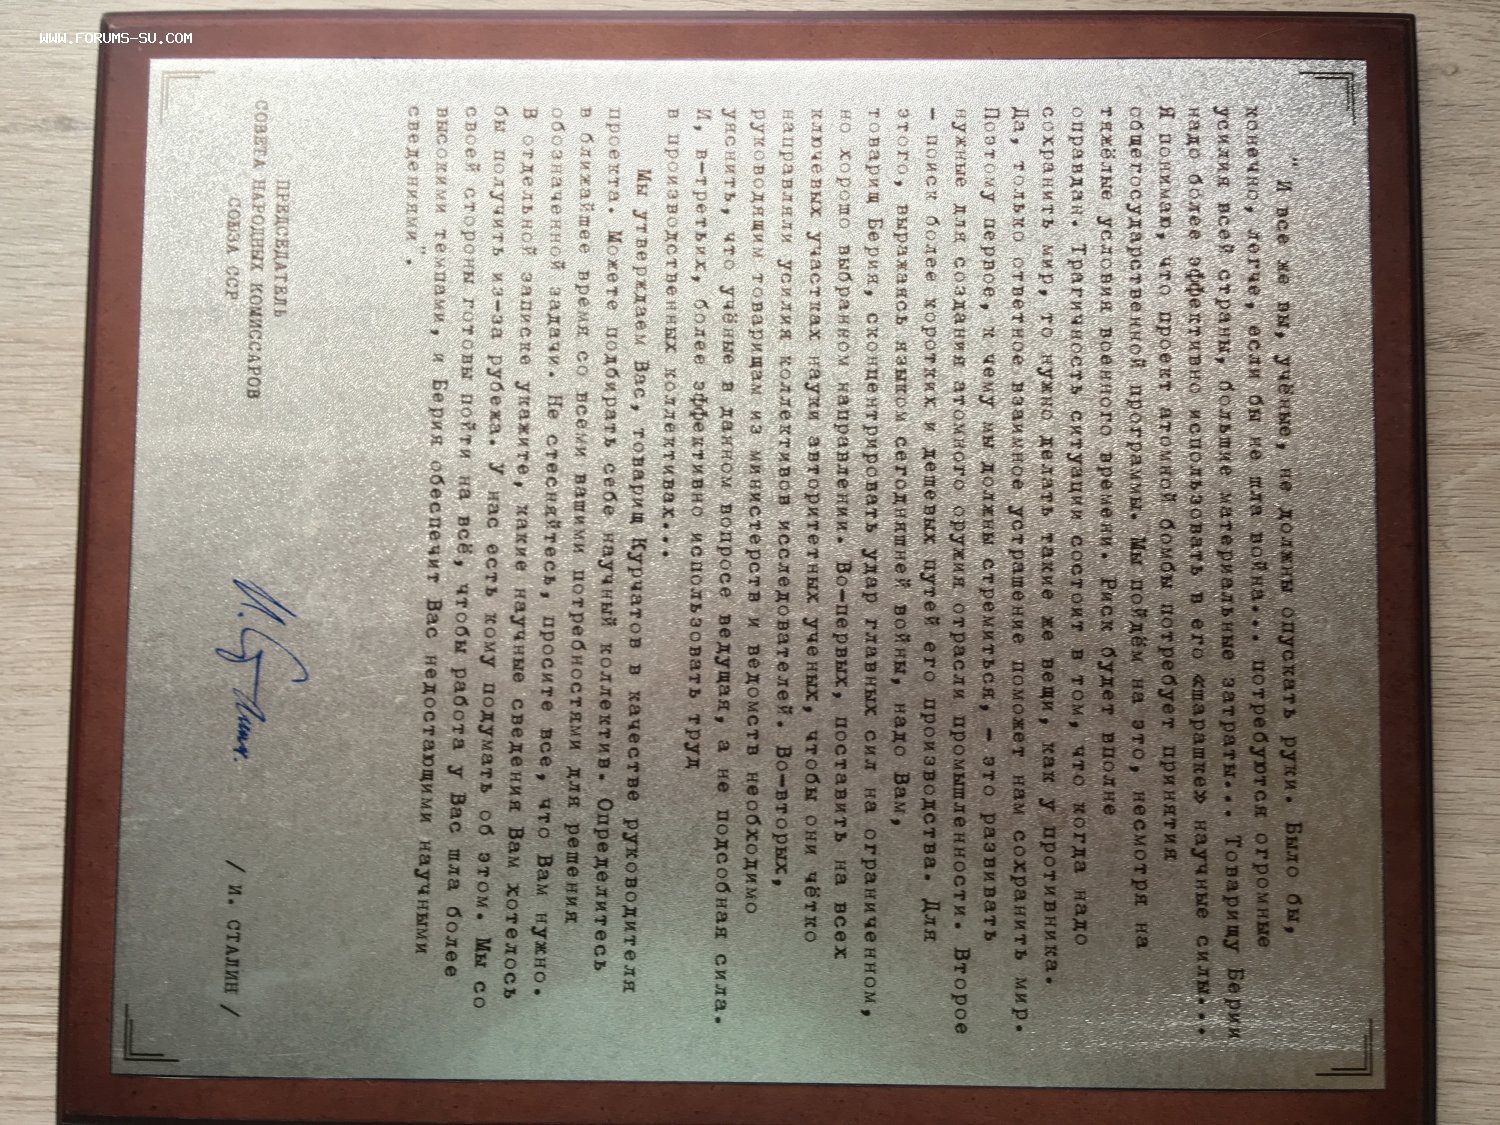 WWW.FORUMS-SU.COM
"И все же вы, учёные, не должны опускать руки. Было бы,
конечно, легче, если бы не шла война... потребуются огромные
усилия всей страны, большие материальные затраты... Товарищу Берии
надо более эффективно использовать в его «шарашке» научные силы...
Я понимаю, что проект атомной бомбы потребует принятия
общегосударственной программы. Мы пойдём на это, несмотря на
тяжёлые условия военного времени. Риск будет вполне
оправдан. Трагичность ситуации состоит в том, что когда надо
сохранить мир, то нужно делать такие же вещи, как у противника.
Да, только ответное взаимное устрашение поможет нам сохранить мир.
Поэтому первое, к чему мы должны стремиться, - это развивать
нужные для создания атомного оружия отрасли промышленности. Второе
- поиск более коротких и дешевых путей его производства. Для
этого, выражаясь языком сегодняшней войны, надо Вам,
товарищ Берия, сконцентрировать удар главных сил на ограниченном,
но хорошо выбранном направлении. Во-первых, поставить на всех
ключевых участках науки авторитетных ученых, чтобы они чётко
направляли усилия коллективов исследователей. Во-вторых,
руководящим товарищам из министерств и ведомств необходимо
уяснить, что учёные в данном вопросе ведущая, а не подсобная сила.
И, в-третьих, более эффективно использовать труд
в производственных коллективах...
Мы утверждаем Вас, товарищ Курчатов в качестве руководителя
проекта. Можете подбирать себе научный коллектив. Определитесь
в ближайшее время со всеми вашими потребностями для решения
обозначенной задачи. Не стесняйтесь, просите все, что Вам нужно.
В отдельной записке укажите, какие научные сведения Вам хотелось
бы получить из-за рубежа. У нас есть кому подумать об этом. Мы со
своей стороны готовы пойти на всё, чтобы работа у Вас шла более
высокими темпами, и Берия обеспечит Вас недостающими научными
сведениями".
ПРЕДСЕДАТЕЛЬ
СОВЕТА НАРОДНЫХ КОМИССАРОВ
СОЮЗА ССР
И. Сталин
/ И. СТАЛИН /